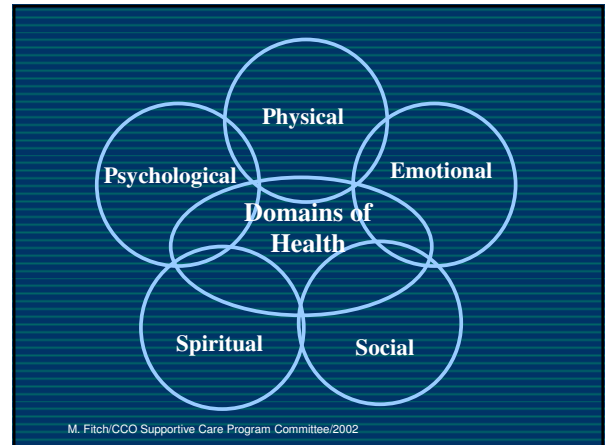 Physical
Psychological
Emotional
Domains of
Health
Spiritual
Social
M. Fitch/CCO Supportive Care Program Committee/2002